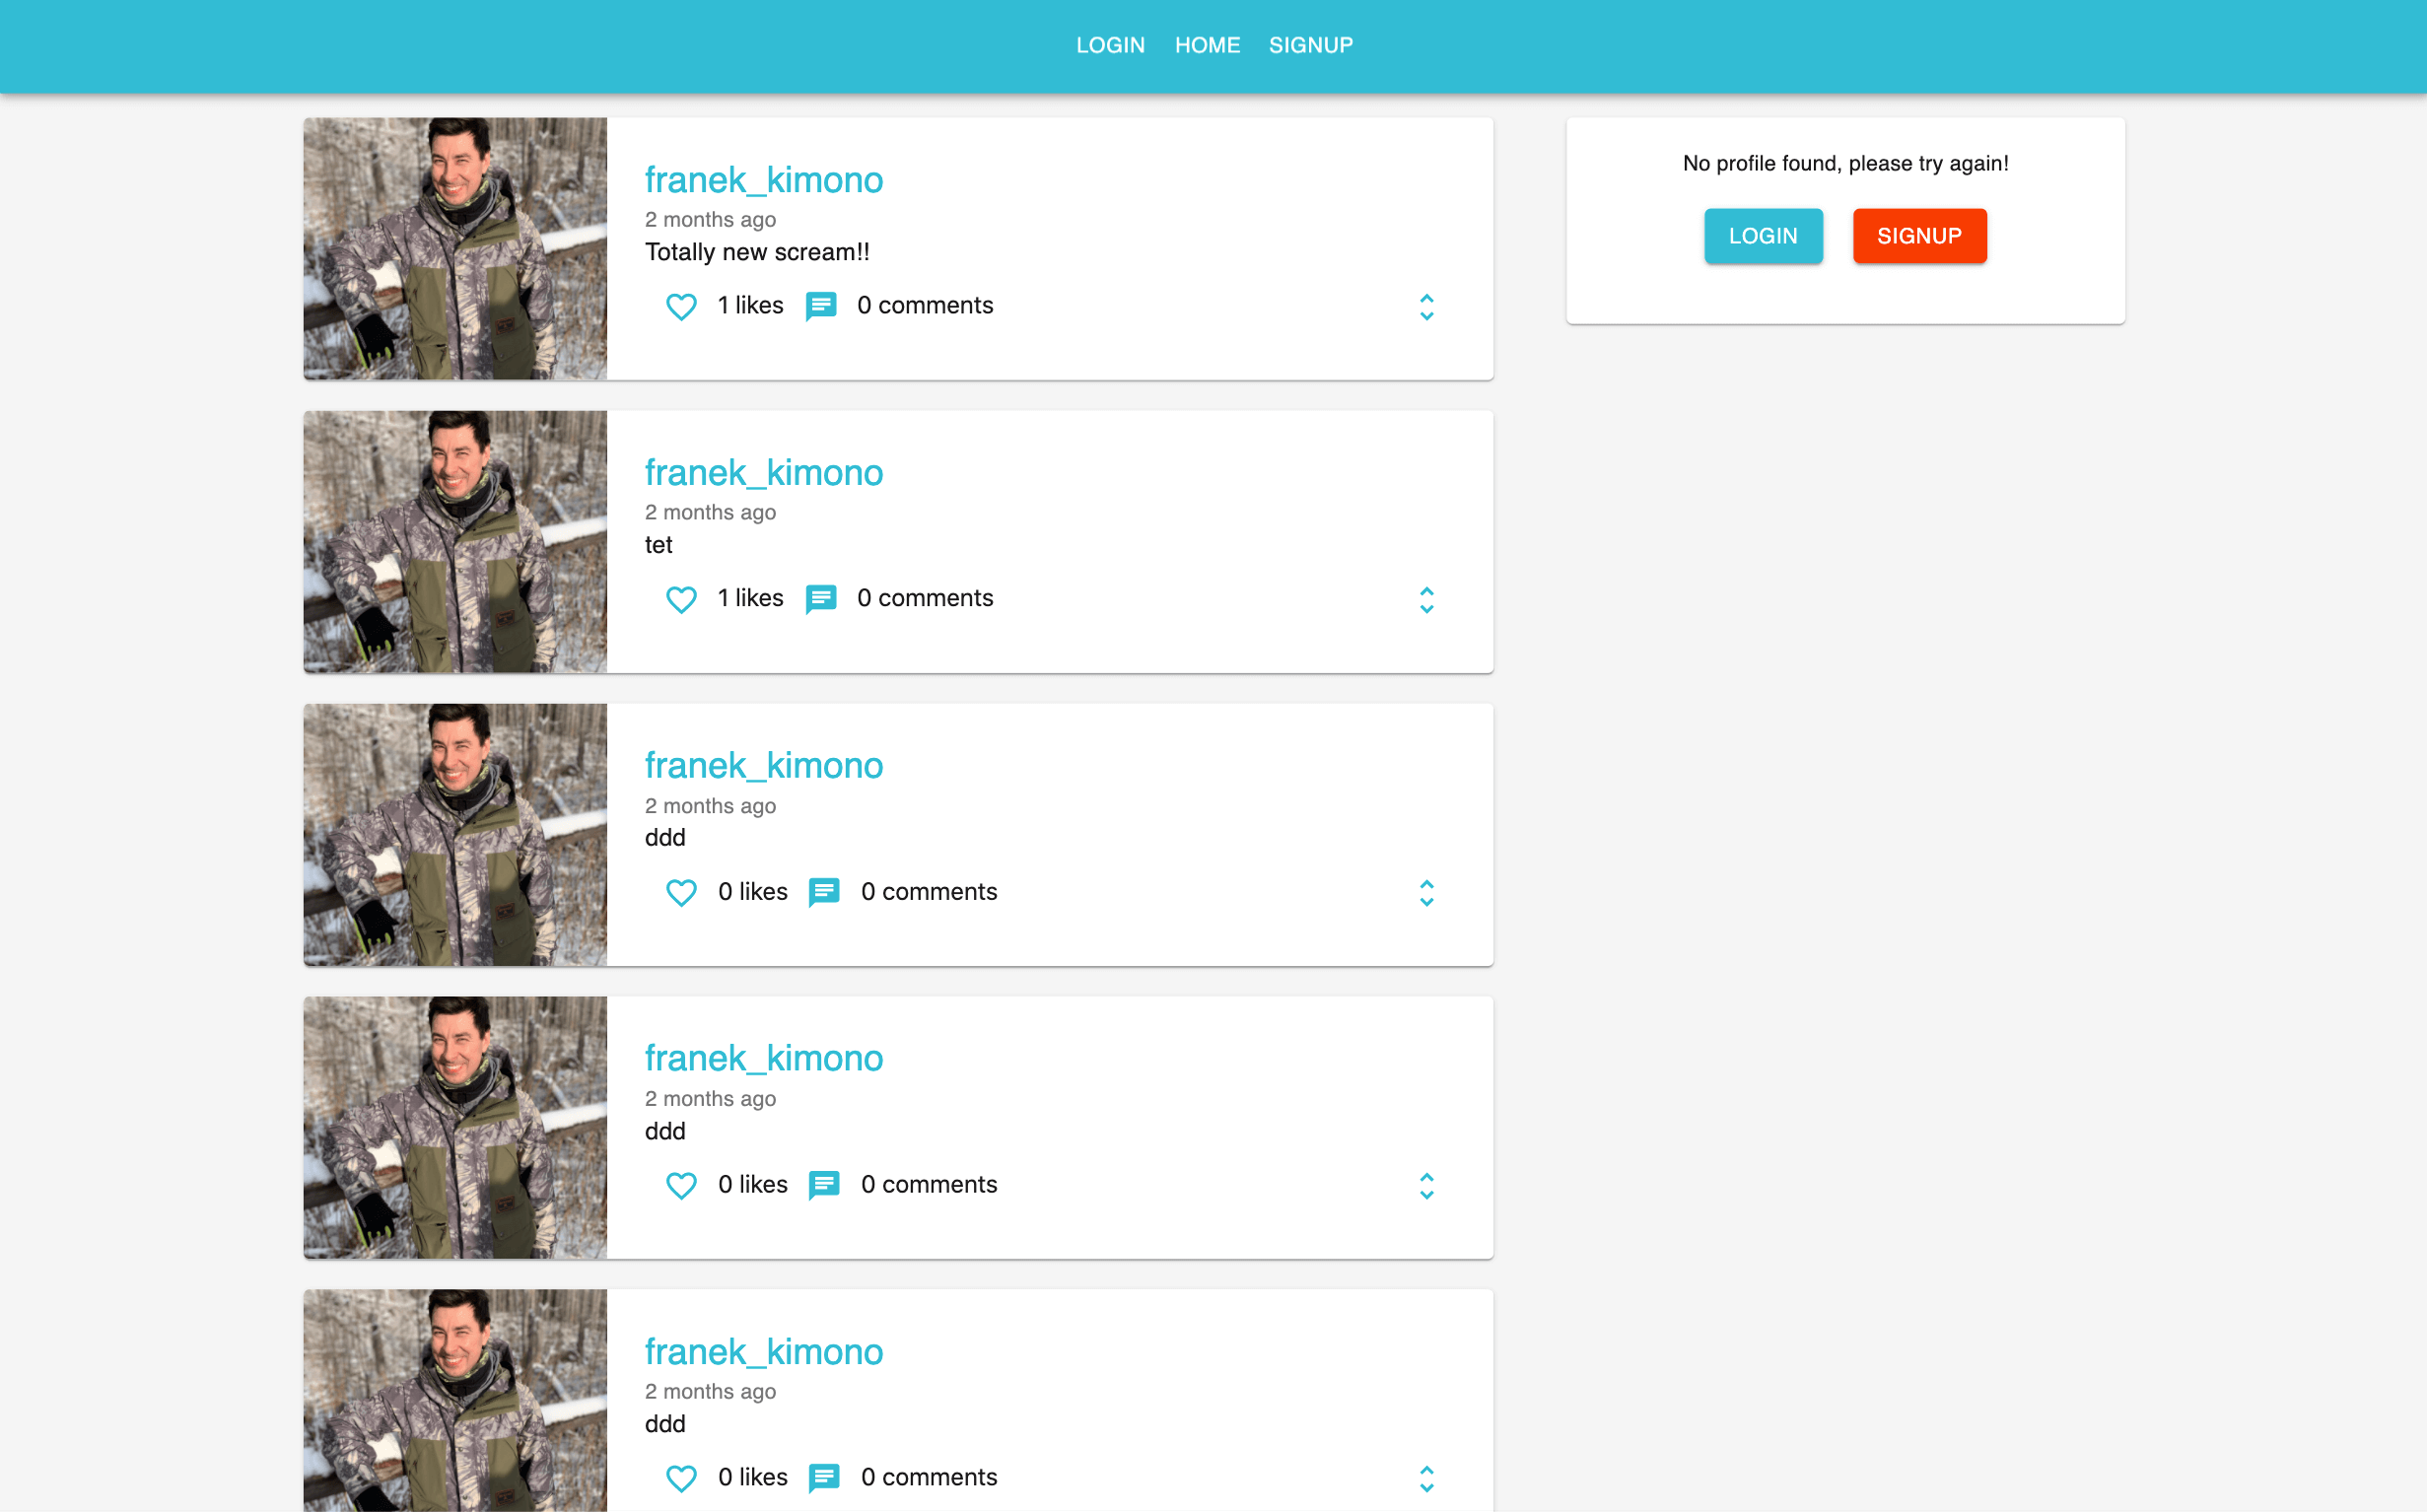 LOGIN HOME SIGNUP
franek_kimono
2 months ago
Totally new scream!!
1 likes 0 comments
No profile found, please try again!
LOGIN SIGNUP
franek_kimono
2 months ago
tet
1 likes 0 comments
franek_kimono
2 months ago
ddd
0 likes 0 comments
franek_kimono
2 months ago
ddd
0 likes 0 comments
franek_kimono
2 months ago
ddd
0 likes 0 comments